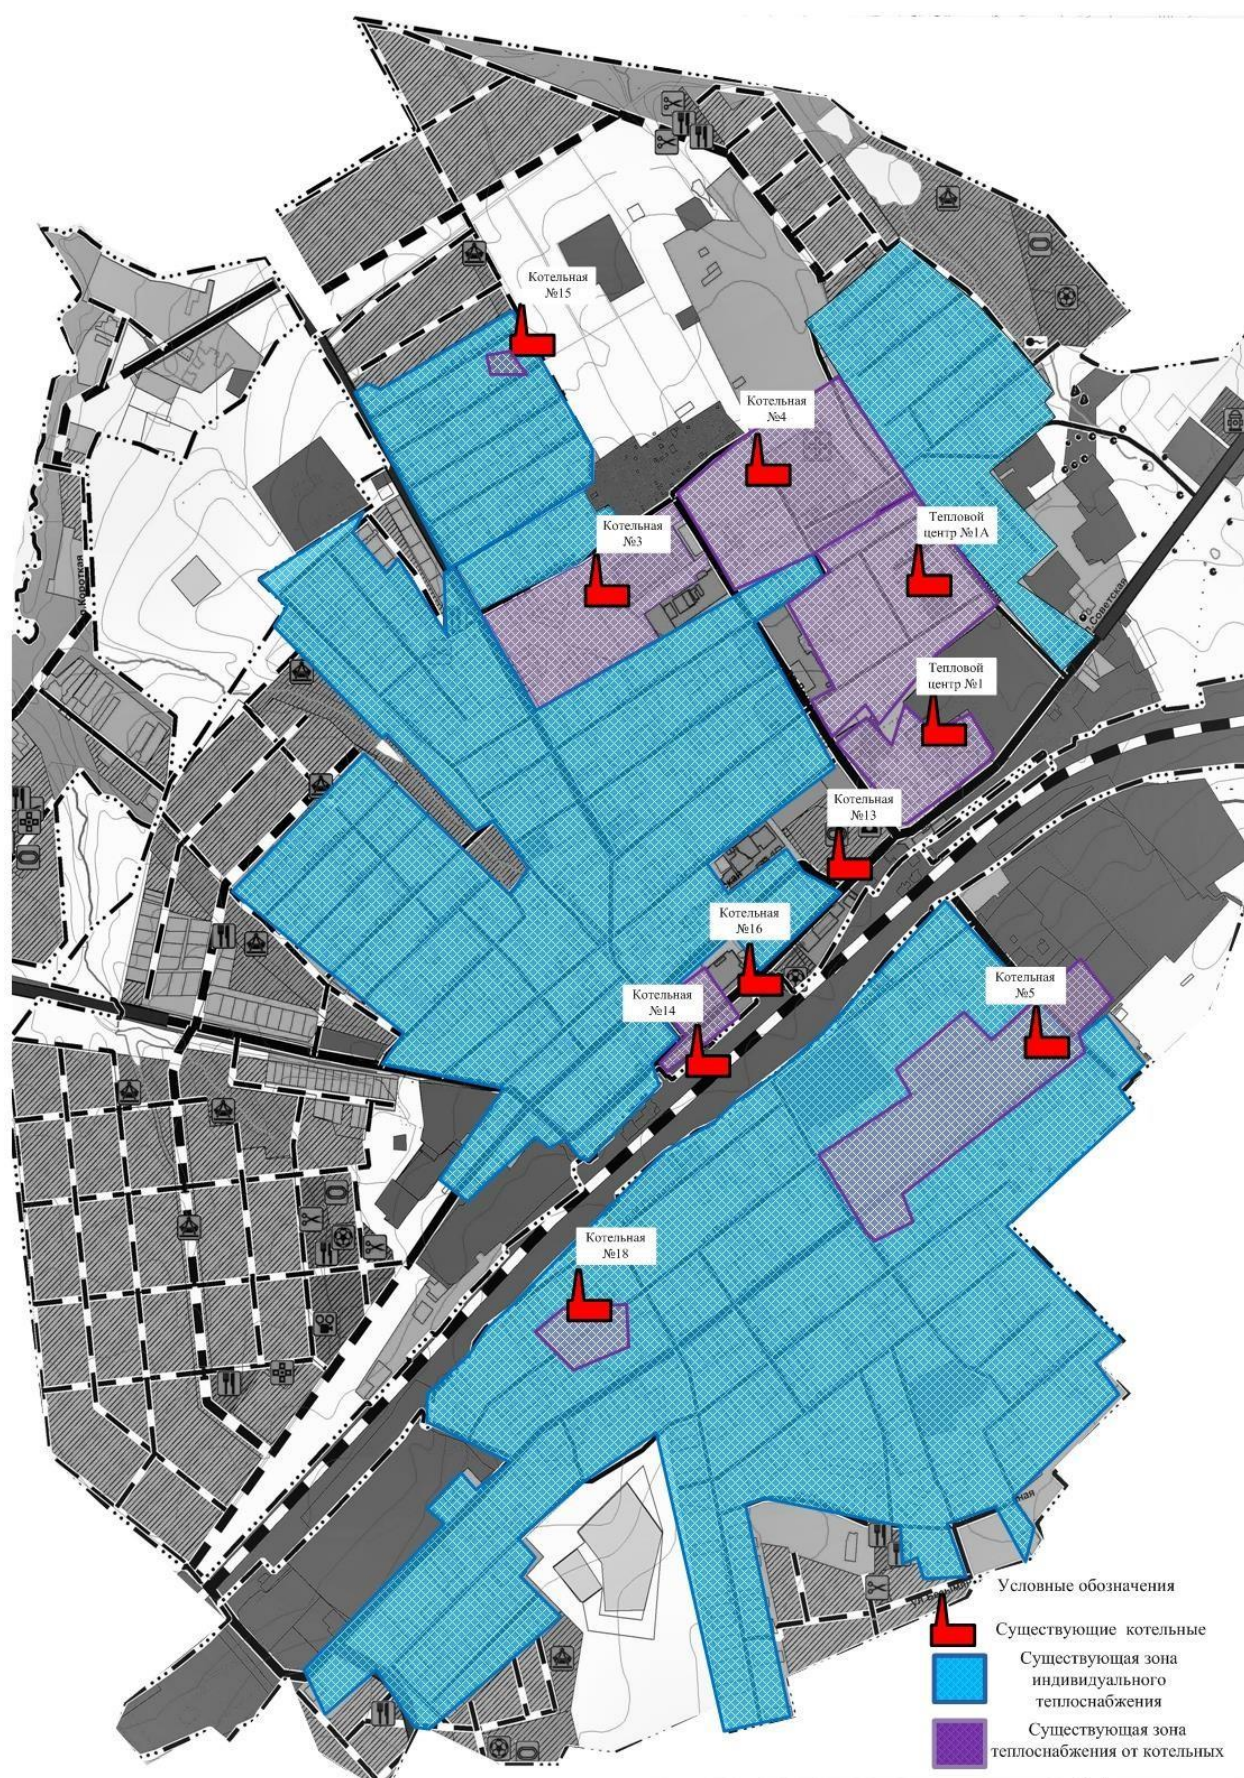 Котельная
№15
Котельная
№4
Котельная
№3
Тепловой
центр №1А
р.Короткая
л.Советская
Тепловой
центр №1
Котельная
№13
Котельная
№16
Котельная
№14
Котельная
№5
Котельная
№18
ная
Условные обозначения
Существующие котельные
Существующая зона
индивидуального
теплоснабжения
Существующая зона
теплоснабжения от котельных